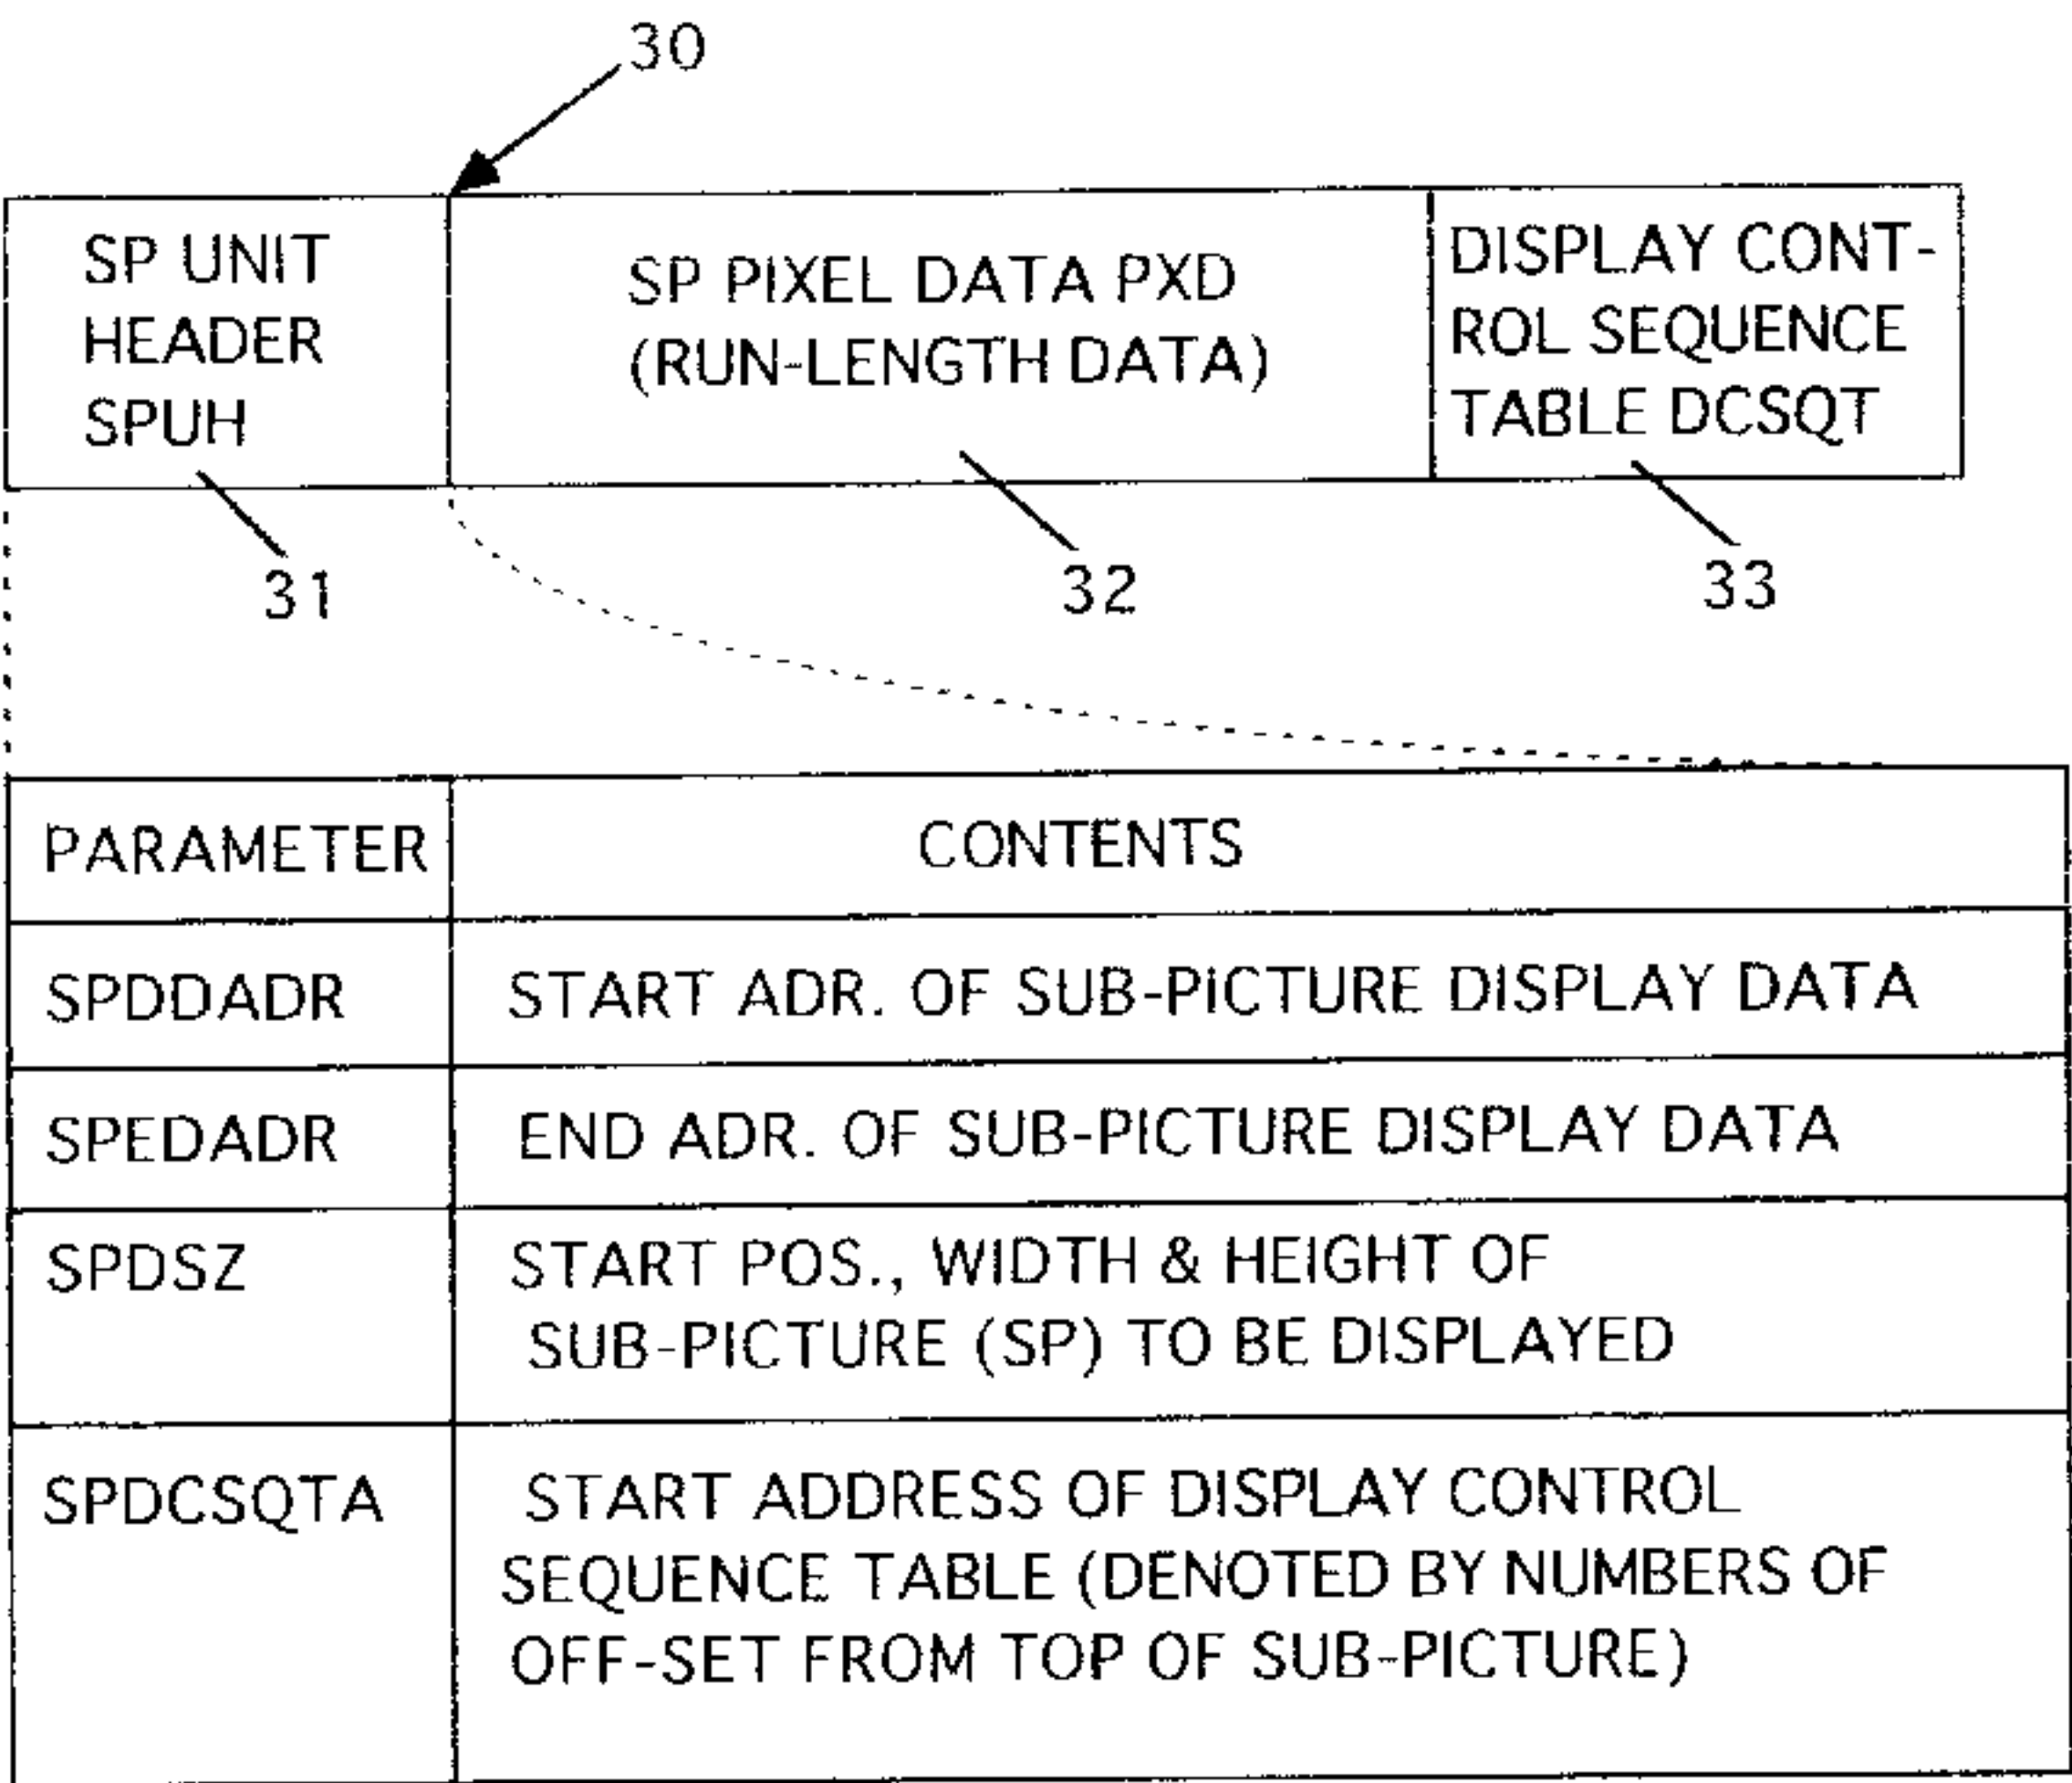 30
SP UNIT
HEADER
SPUH
SP PIXEL DATA PXD
(RUN-LENGTH DATA)
DISPLAY CONT-
ROL SEQUENCE
TABLE DCSQT
31
32
33
PARAMETER
CONTENTS
SPDDADR
START ADR. OF SUB-PICTURE DISPLAY DATA
SPEDADR
END ADR. OF SUB-PICTURE DISPLAY DATA
SPDSZ
START POS., WIDTH & HEIGHT OF
SUB-PICTURE (SP) TO BE DISPLAYED
SPDCSQTA
START ADDRESS OF DISPLAY CONTROL
SEQUENCE TABLE (DENOTED BY NUMBERS OF
OFF-SET FROM TOP OF SUB-PICTURE)